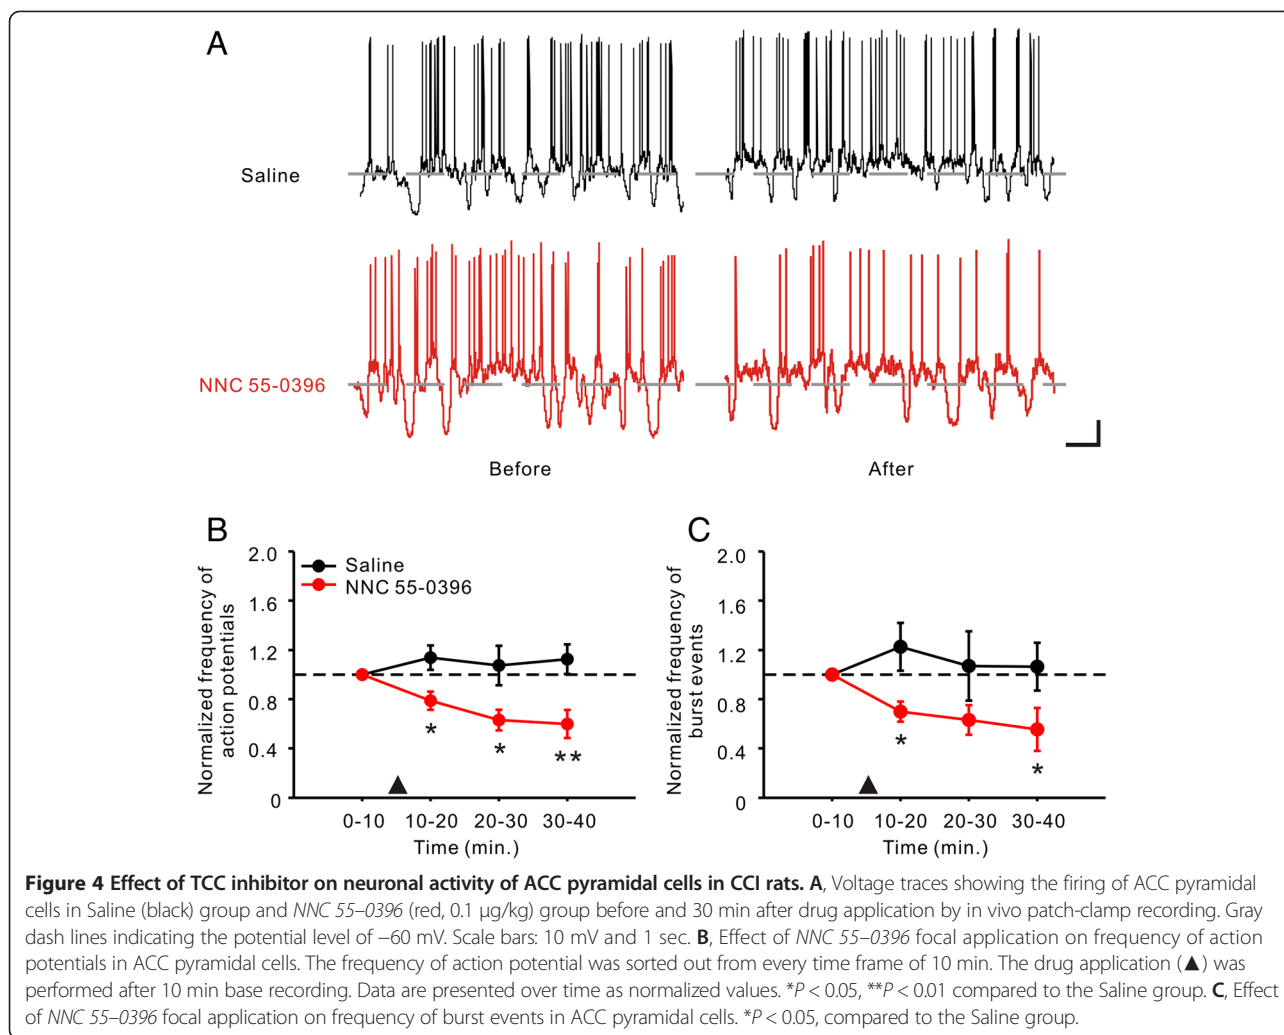 A
Saline
NNC 55-0396
Before
After
B
Normalized frequency of
action potentials
2.0
1.6
1.2
0.8
0.4
0
Saline
NNC 55-0396
*
*
**
▲
0-10 10-20 20-30 30-40
Time (min.)
C
Normalized frequency of
burst events
2.0
1.6
1.2
0.8
0.4
0
*
*
▲
0-10 10-20 20-30 30-40
Time (min.)
Figure 4 Effect of TCC inhibitor on neuronal activity of ACC pyramidal cells in CCI rats. A, Voltage traces showing the firing of ACC pyramidal
cells in Saline (black) group and NNC 55–0396 (red, 0.1 μg/kg) group before and 30 min after drug application by in vivo patch-clamp recording. Gray
dash lines indicating the potential level of −60 mV. Scale bars: 10 mV and 1 sec. B, Effect of NNC 55–0396 focal application on frequency of action
potentials in ACC pyramidal cells. The frequency of action potential was sorted out from every time frame of 10 min. The drug application (▲) was
performed after 10 min base recording. Data are presented over time as normalized values. *P < 0.05, **P < 0.01 compared to the Saline group. C, Effect
of NNC 55–0396 focal application on frequency of burst events in ACC pyramidal cells. *P < 0.05, compared to the Saline group.